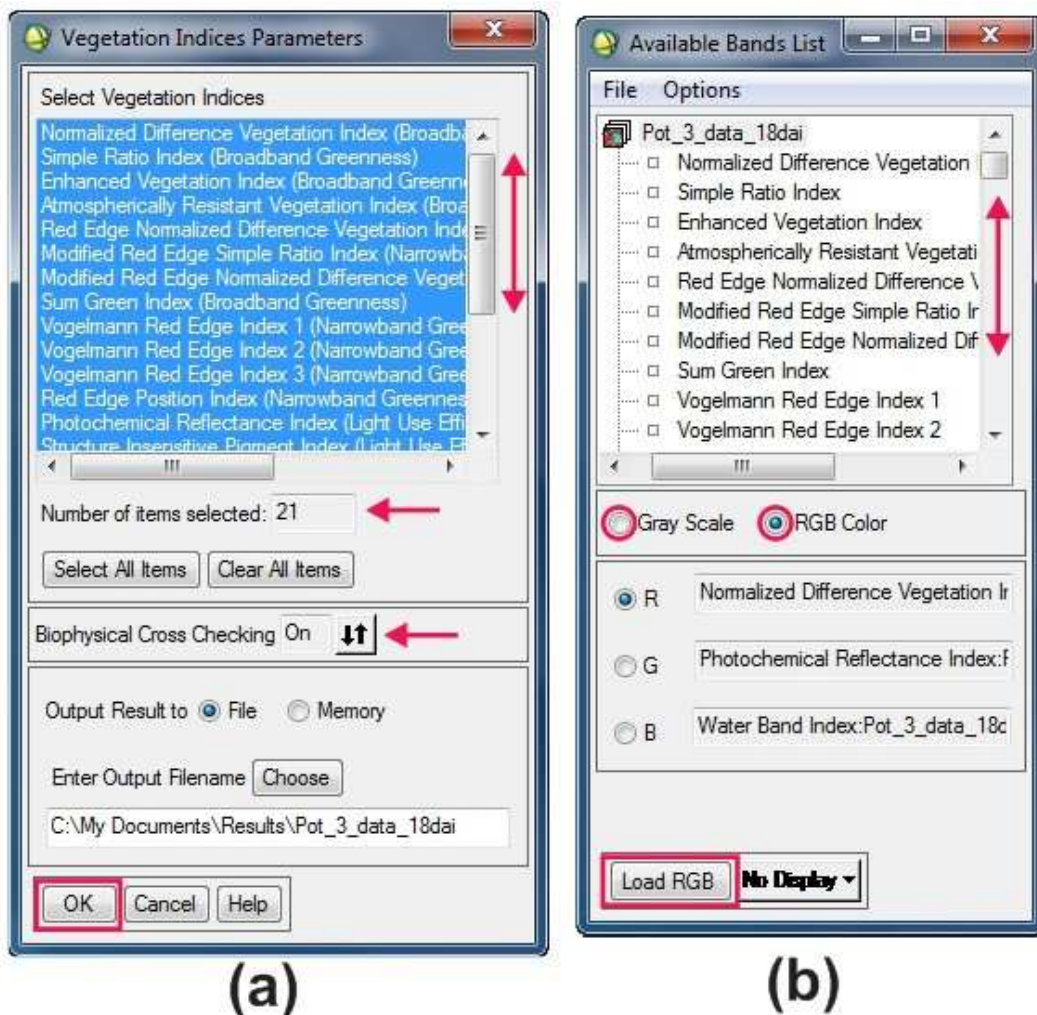 Vegetation Indices Parameters
Select Vegetation Indices
Normalized Difference Vegetation Index (Broadba
Simple Ratio Index (Broadband Greenness)
Enhanced Vegetation Index (Broadband Greenn
Atmospherically Resistant Vegetation Index (Broa
Red Edge Normalized Difference Vegetation Inde
Modified Red Edge Simple Ratio Index (Narrowba
Modified Red Edge Normalized Difference Veget
Sum Green Index (Broadband Greenness)
Vogelmann Red Edge Index 1 (Narrowband Gree
Vogelmann Red Edge Index 2 (Narrowband Gree
Vogelmann Red Edge Index 3 (Narrowband Gree
Red Edge Position Index (Narrowband Greennes
Photochemical Reflectance Index (Light Use Effi
Structure Insensitive Pigment Index (Light Use Ef
Number of items selected: 21
Select All Items Clear All Items
Biophysical Cross Checking On
Output Result to File Memory
Enter Output Filename Choose
C:\My Documents\Results\Pot_3_data_18dai
OK Cancel Help
(a)
Available Bands List
File Options
Pot_3_data_18dai
Normalized Difference Vegetation
Simple Ratio Index
Enhanced Vegetation Index
Atmospherically Resistant Vegetati
Red Edge Normalized Difference V
Modified Red Edge Simple Ratio Ir
Modified Red Edge Normalized Dif
Sum Green Index
Vogelmann Red Edge Index 1
Vogelmann Red Edge Index 2
Gray Scale RGB Color
R Normalized Difference Vegetation Ir
G Photochemical Reflectance Index:F
B Water Band Index:Pot_3_data_18d
Load RGB No Display
(b)